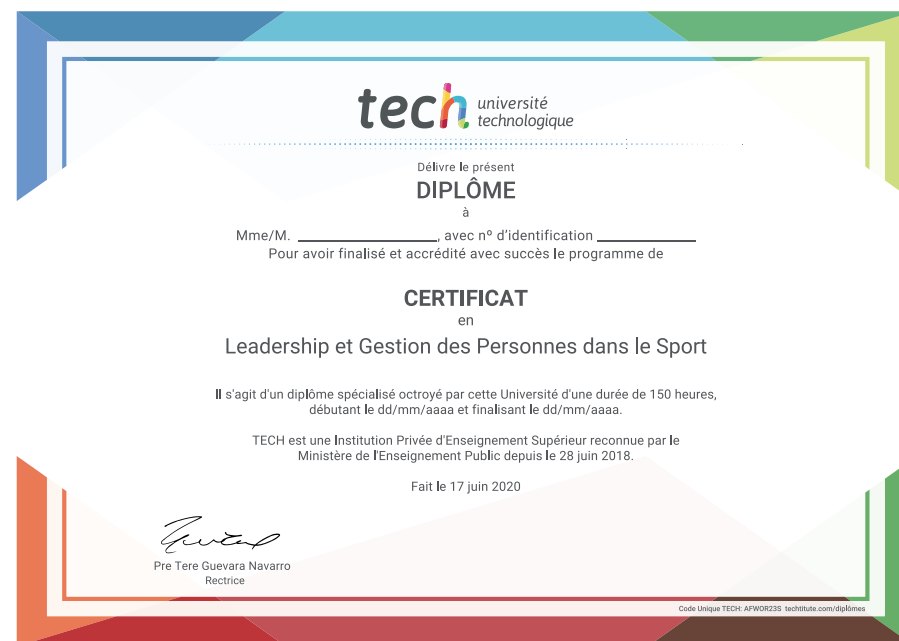 tech université
technologique
Délivre le présent
DIPLÔME
à
Mme/M. ____________________, avec nº d'identification ______________
Pour avoir finalisé et accrédité avec succès le programme de
CERTIFICAT
en
Leadership et Gestion des Personnes dans le Sport
Il s'agit d'un diplôme spécialisé octroyé par cette Université d'une durée de 150 heures,
débutant le dd/mm/aaaa et finalisant le dd/mm/aaaa.
TECH est une Institution Privée d'Enseignement Supérieur reconnue par le
Ministère de l'Enseignement Public depuis le 28 juin 2018.
Fait le 17 juin 2020
Pre Tere Guevara Navarro
Rectrice
Code Unique TECH: AFWOR23S techtitute.com/diplômes